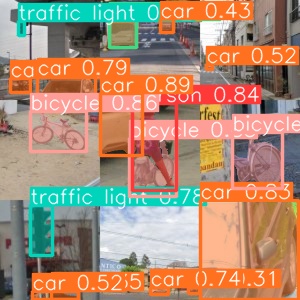 traffic light 0
car 0.43
car 0.52
ca
car 0.79
car 0.89
bicycle 0.86
son 0.84
bicycle 0.
bicycle
traffic light 0.78
car 0.83
car 0.52
5
car 0.74
.31